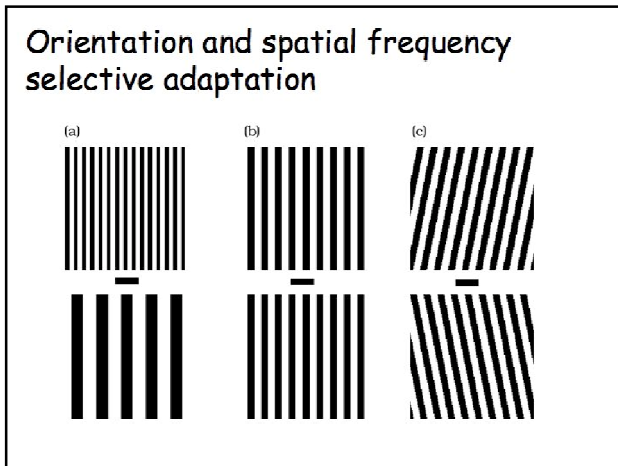 Orientation and spatial frequency
selective adaptation
(a) (b) (c)